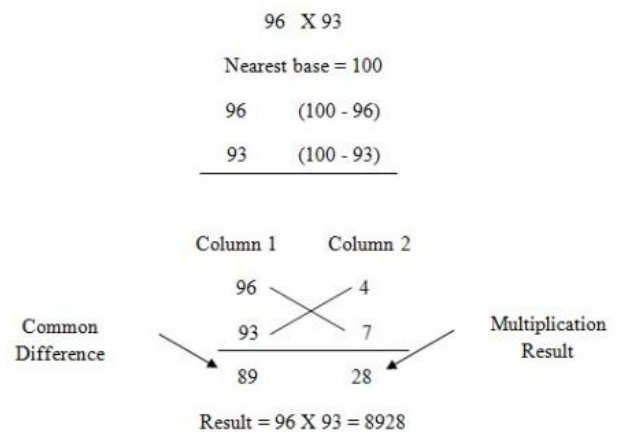 96 X 93
Nearest base = 100
96 (100 - 96)
93 (100 - 93)
Column 1 Column 2
96 4
93 7
Common
Difference
89 28
Multiplication
Result
Result = 96 X 93 = 8928